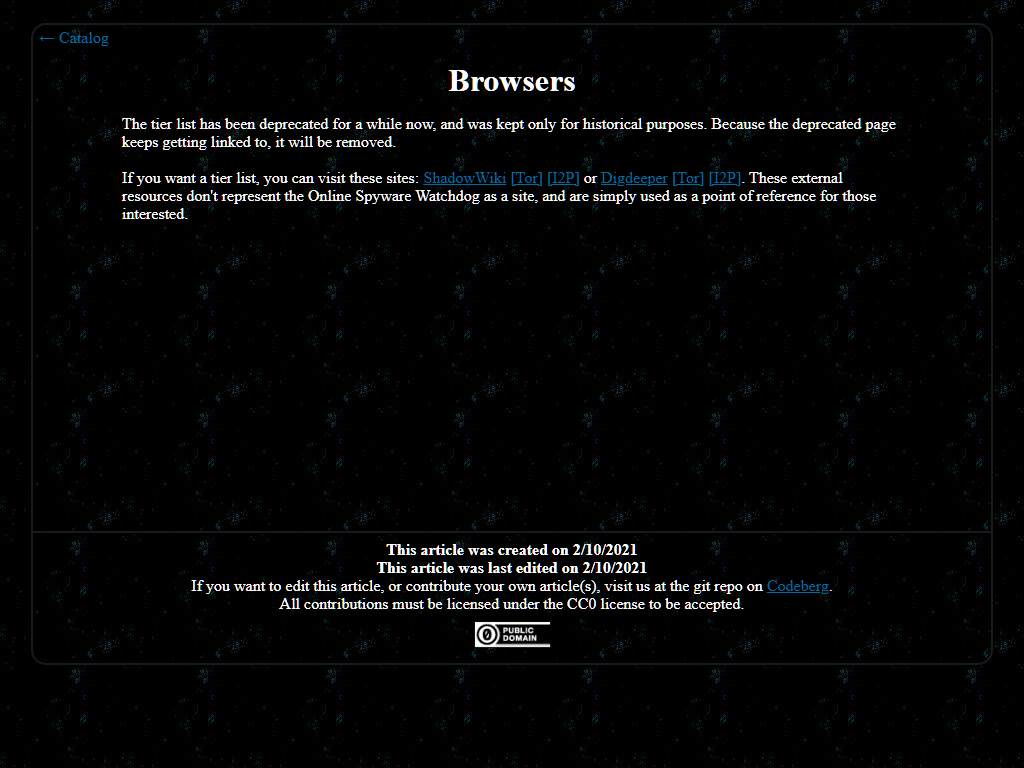 ← Catalog
Browsers
The tier list has been deprecated for a while now, and was kept only for historical purposes. Because the deprecated page
keeps getting linked to, it will be removed.
If you want a tier list, you can visit these sites: ShadowWiki [Tor] [I2P] or Digdeeper [Tor] [I2P]. These external
resources don't represent the Online Spyware Watchdog as a site, and are simply used as a point of reference for those
interested.
This article was created on 2/10/2021
This article was last edited on 2/10/2021
If you want to edit this article, or contribute your own article(s), visit us at the git repo on Codeberg.
All contributions must be licensed under the CC0 license to be accepted.
0 PUBLIC
DOMAIN